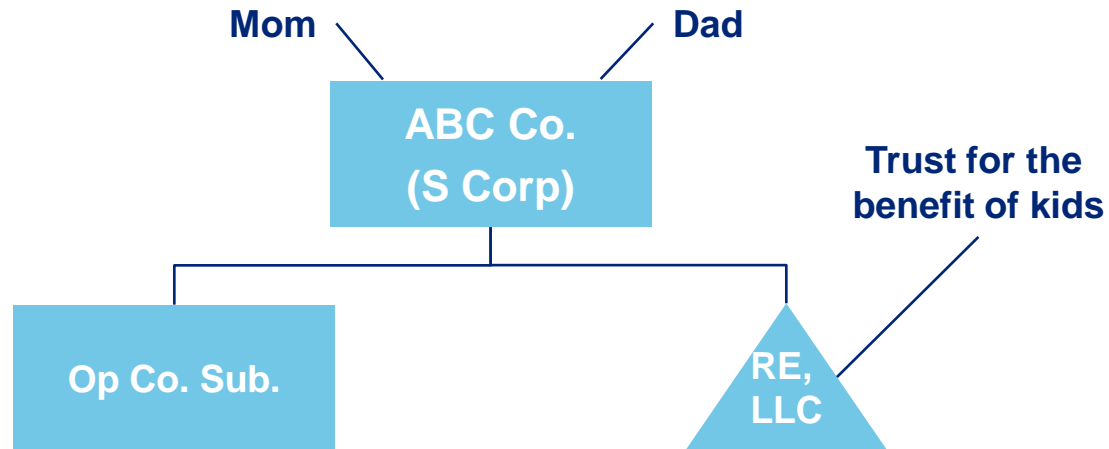 Mom
Dad
ABC Co.
(S Corp)
Trust for the
benefit of kids
Op Co. Sub.
RE,
LLC